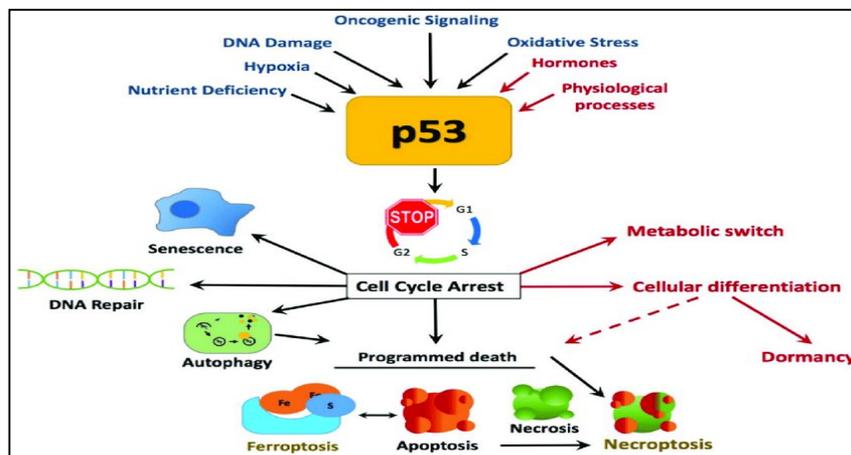 Oncogenic Signaling
DNA Damage
Oxidative Stress
Hypoxia
Hormones
Nutrient Deficiency
Physiological
processes
p53
STOP
G1
S
G2
Senescence
Metabolic switch
DNA Repair
Cell Cycle Arrest
Cellular differentiation
Autophagy
Programmed death
Dormancy
Fe
Fe
S
Ferroptosis
Apoptosis
Necrosis
Necroptosis